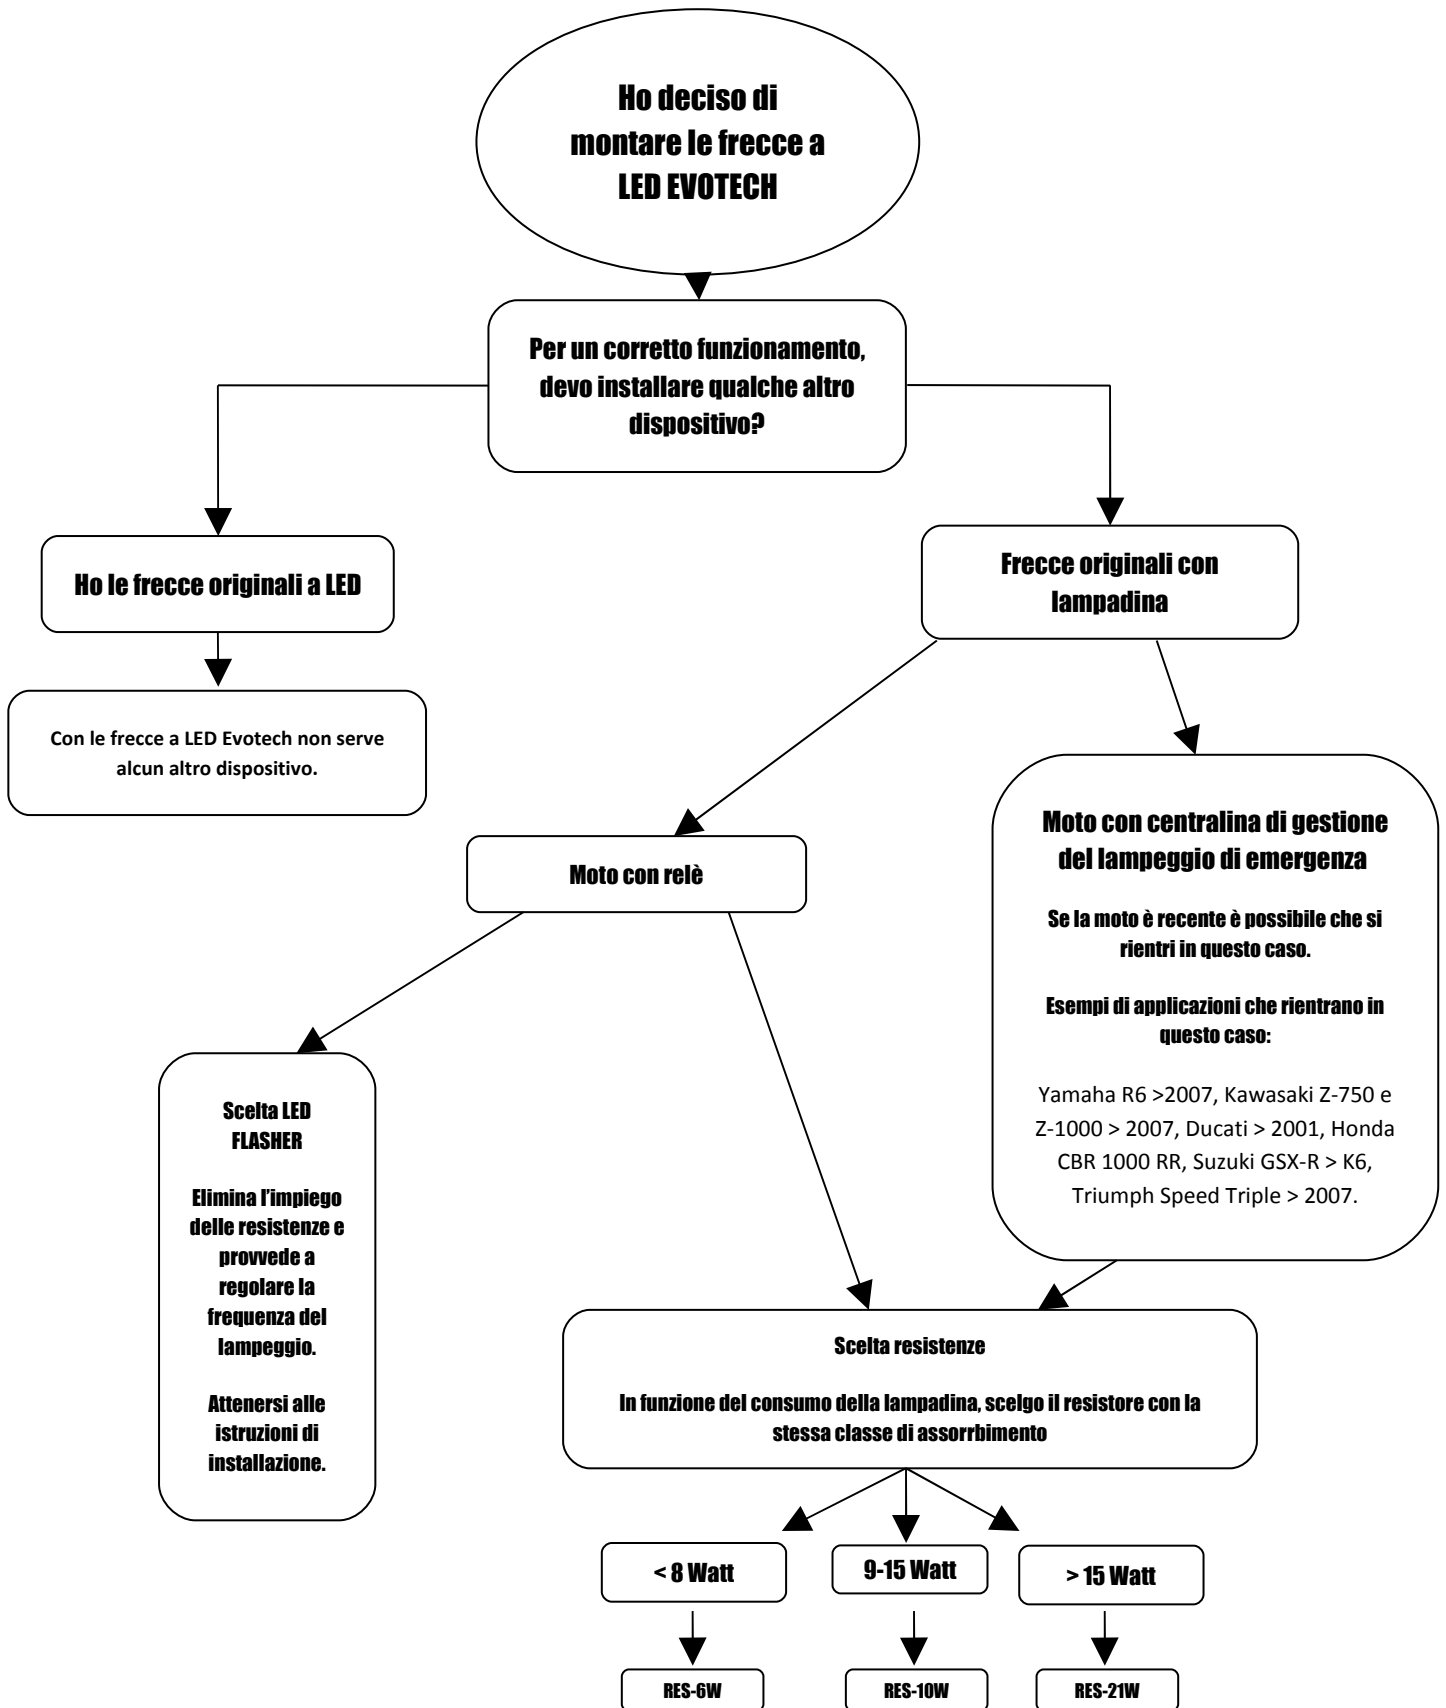 Ho deciso di
montare le frecce a
LED EVOTECH
Per un corretto funzionamento,
devo installare qualche altro
dispositivo?
Ho le frecce originali a LED
Frecce originali con
lampadina
Con le frecce a LED Evotech non serve
alcun altro dispositivo.
Moto con relè
Moto con centralina di gestione
del lampeggio di emergenza
Se la moto è recente è possibile che si
rientri in questo caso.
Esempi di applicazioni che rientrano in
questo caso:
Yamaha R6 >2007, Kawasaki Z-750 e
Z-1000 > 2007, Ducati > 2001, Honda
CBR 1000 RR, Suzuki GSX-R > K6,
Triumph Speed Triple > 2007.
Scelta LED
FLASHER
Elimina l'impiego
delle resistenze e
provvede a
regolare la
frequenza del
lampeggio.
Attenersi alle
istruzioni di
installazione.
Scelta resistenze
In funzione del consumo della lampadina, scelgo il resistore con la
stessa classe di assorrbimento
< 8 Watt
9-15 Watt
> 15 Watt
RES-6W
RES-10W
RES-21W